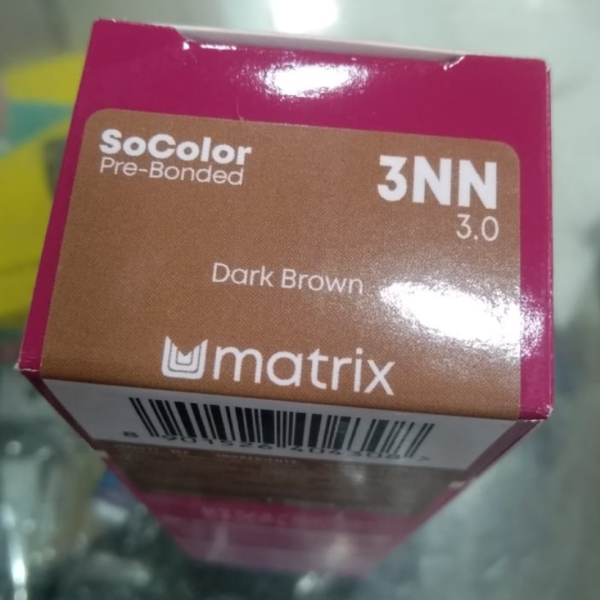 SoColor
Pre-Bonded
3NN
3.0
Dark Brown
matrix